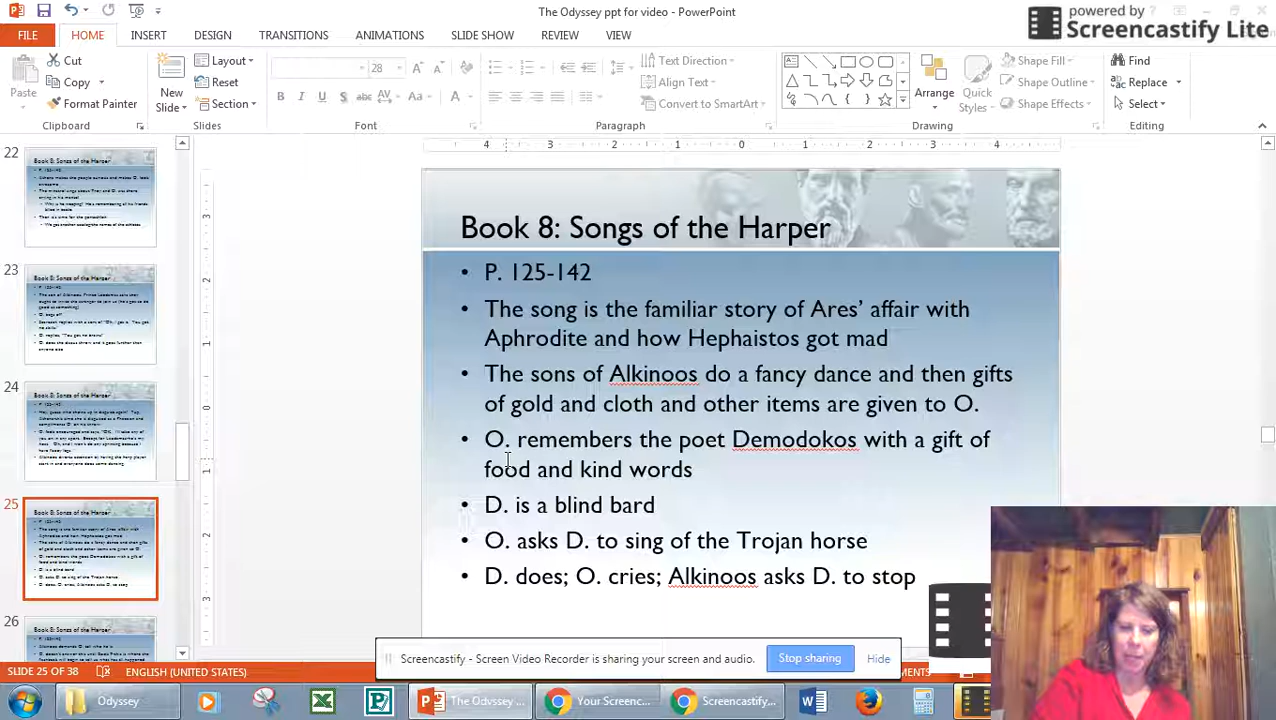 The Odyssey ppt for video - PowerPoint
powered by
Screencastify Lite
FILE HOME INSERT DESIGN TRANSITIONS ANIMATIONS SLIDESHOW REVIEW VIEW
Paste
Cut
Copy
Format Painter
Clipboard
New
Slide
Layout
Reset
Section
Slides
28
Font
Text Direction
Align Text
Convert to SmartArt
Paragraph
Arrange
Quick
Styles
Shape Fill
Shape Outline
Shape Effects
Drawing
Find
Replace
Select
Editing
22
23
24
25
26
Book 8: Songs of the Harper
• P. 125-142
• The song is the familiar story of Ares' affair with
Aphrodite and how Hephaistos got mad
• The sons of Alkinoos do a fancy dance and then gifts
of gold and cloth and other items are given to O.
• O. remembers the poet Demodokos with a gift of
food and kind words
• D. is a blind bard
• O. asks D. to sing of the Trojan horse
• D. does; O. cries; Alkinoos asks D. to stop
Screencastify - Screen Video Recorder is sharing your screen and audio.
Stop sharing
Hide
SLIDE 25 OF 38
ENGLISH (UNITED STATES)
Odyssey
The Odyssey ...
Your Screenc...
Screencastify...